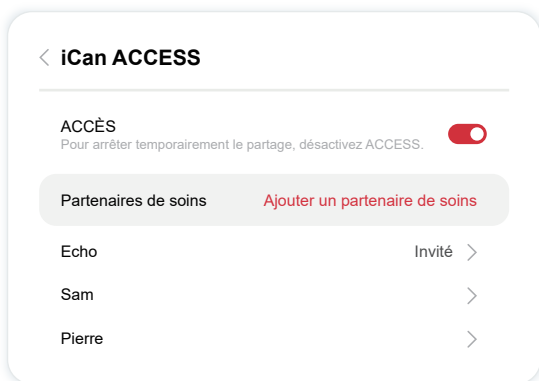 iCan ACCESS
ACCÈS
Pour arrêter temporairement le partage, désactivez ACCESS.
Partenaires de soins Ajouter un partenaire de soins
Echo Invité
Sam
Pierre